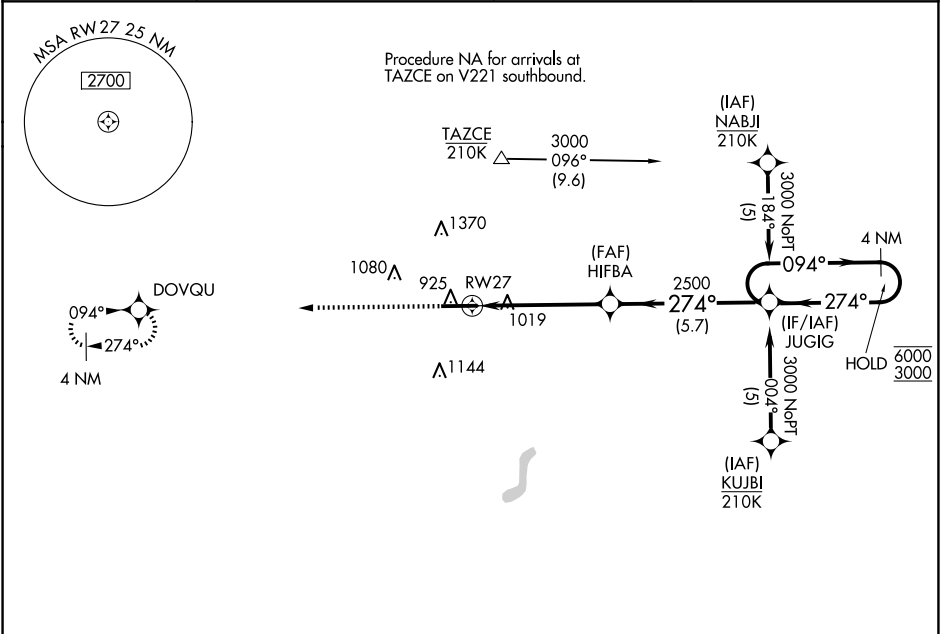 MSA RW27 25 NM
2700
Procedure NA for arrivals at
TAZCE on V221 southbound.
TAZCE
210K
3000
096°
(9.6)
(IAF)
NABJI
210K
3000 NoPT
184°
(5)
1370
1080
925
RW27
1019
1144
(FAF)
HIFBA
2500
274°
(5.7)
094°
4 NM
274°
(IF/IAF)
JUGIG
HOLD
6000
3000
3000 NoPT
004°
(5)
(IAF)
KUJBI
210K
DOVQU
094°
274°
4 NM